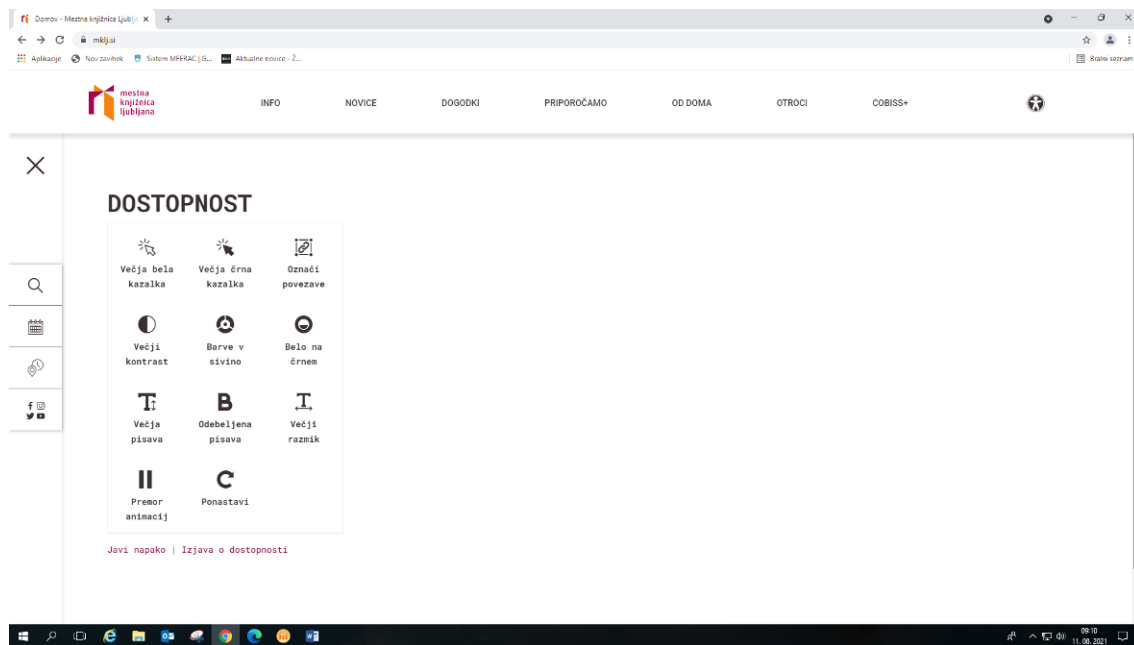 Domov - Mestna knjižnica Ljublja
mklj.si
Aplikacije Nov zavihek Sistem MFERAC | G... Aktualne novice - Ž...
Bralni seznam
mestna
knjižnica
ljubljana
INFO NOVICE DOGODKI PRIPOROČAMO OD DOMA OTROCI COBISS+
DOSTOPNOST
Večja bela kazalka
Večja črna kazalka
Označi povezave
Večji kontrast
Barve v sivino
Belo na črnem
Večja pisava
Odebeljena pisava
Večji razmik
Premor animacij
Ponastavi
Javi napako | Izjava o dostopnosti
09:10
11. 08. 2021